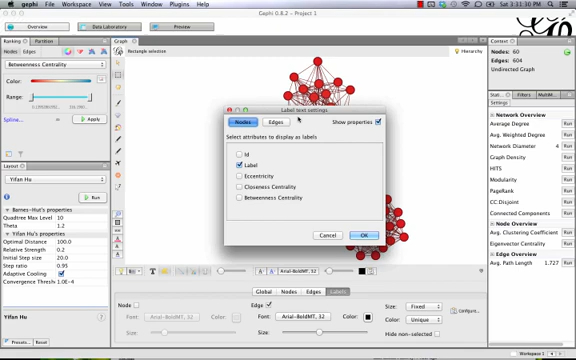 gephi File Workspace View Tools Window Plugins Help
Sat 3:11:30 PM
Gephi 0.8.2 - Project 1
Overview
Data Laboratory
Preview
Ranking
Partition
Nodes Edges
Betweenness Centrality
Color:
Range:
Spline...
Apply
Layout
Yifan Hu
Run
Barnes-Hut's properties
Quadtree Max Level 10
Theta 1.2
Yifan Hu's properties
Optimal Distance 100.0
Relative Strength 0.2
Initial Step size 20.0
Step ratio 0.95
Adaptive Cooling
Convergence Thresh 1.0E-4
Yifan Hu
Presets...
Reset
Graph
Rectangle selection
Hierarchy
Label text settings
Nodes
Edges
Show properties
Select attributes to display as labels
Id
Label
Eccentricity
Closeness Centrality
Betweenness Centrality
Cancel
OK
Arial-BoldMT, 32
Global Nodes Edges Labels
Node
Edge
Font: Arial-BoldMT, 32
Color:
Font: Arial-BoldMT, 32
Color:
Size:
Size:
Size: Fixed
Color: Unique
Hide non-selected
Configure...
Context
Nodes: 60
Edges: 604
Undirected Graph
Filters
Settings
Network Overview
Average Degree Run
Avg. Weighted Degree Run
Network Diameter 4 Run
Graph Density Run
HITS Run
Modularity Run
PageRank Run
CC Disjoint Run
Connected Components Run
Node Overview
Avg. Clustering Coefficient Run
Eigenvector Centrality Run
Edge Overview
Avg. Path Length 1.727 Run
Workspace 1